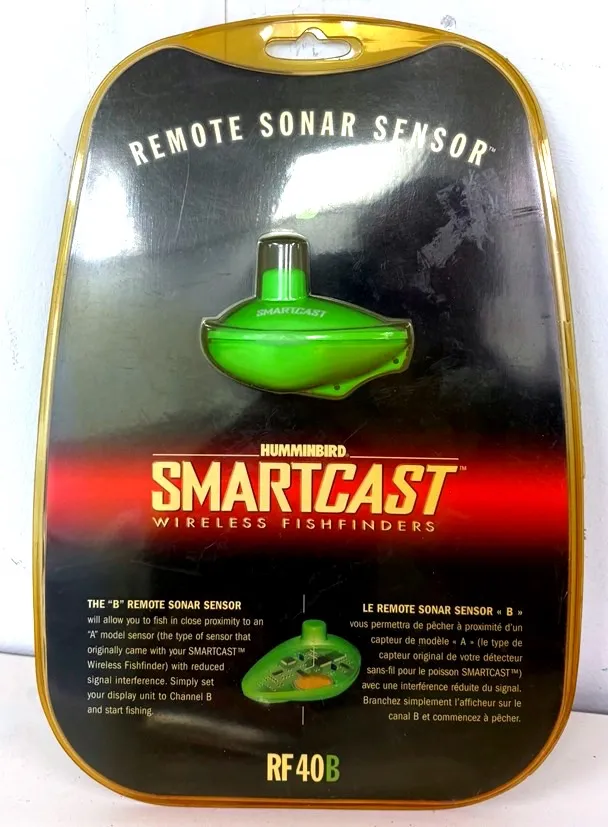 REMOTE SONAR SENSOR™
SMARTCAST
HUMMINBIRD
SMARTCAST™
WIRELESS FISHFINDERS
THE "B" REMOTE SONAR SENSOR
will allow you to fish in close proximity to an
"A" model sensor (the type of sensor that
originally came with your SMARTCAST™
Wireless Fishfinder) with reduced
signal interference. Simply set
your display unit to Channel B
and start fishing.
LE REMOTE SONAR SENSOR « B »
vous permettra de pêcher à proximité d'un
capteur de modèle « A » (le type de
capteur original de votre détecteur
sans-fil pour le poisson SMARTCAST™)
avec une interférence réduite du signal.
Branchez simplement l'afficheur sur le
canal B et commencez à pêcher.
RF40B